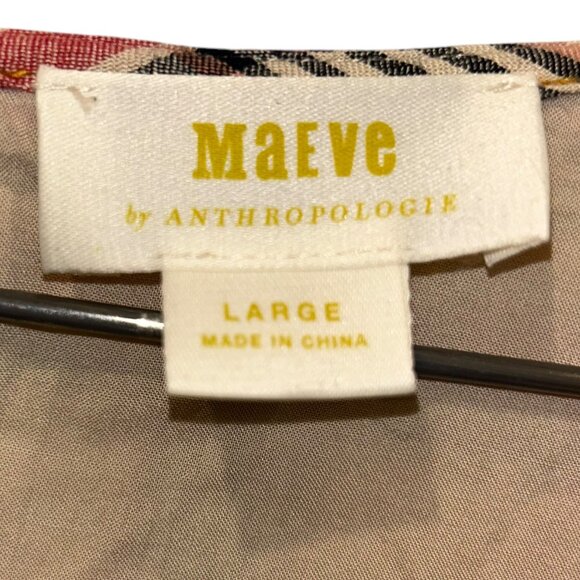 MaEVe
by ANTHROPOLOGIE
LARGE
MADE IN CHINA